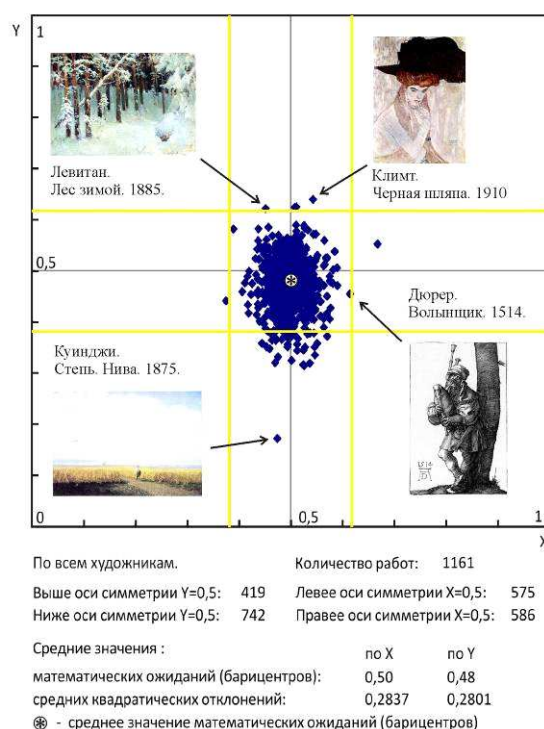 Y
1
Левитан.
Лес зимой. 1885.
Климт.
Черная шляпа. 1910
0,5
Дюрер.
Волынщик. 1514.
Куинджи.
Степь. Нива. 1875.
1514
0
0,5
1
X
По всем художникам.
Количество работ: 1161
Выше оси симметрии Y=0,5: 419
Левее оси симметрии X=0,5: 575
Ниже оси симметрии Y=0,5: 742
Правее оси симметрии X=0,5: 586
Средние значения :
по X по Y
математических ожиданий (барицентров): 0,50 0,48
средних квадратических отклонений: 0,2837 0,2801
- среднее значение математических ожиданий (барицентров)